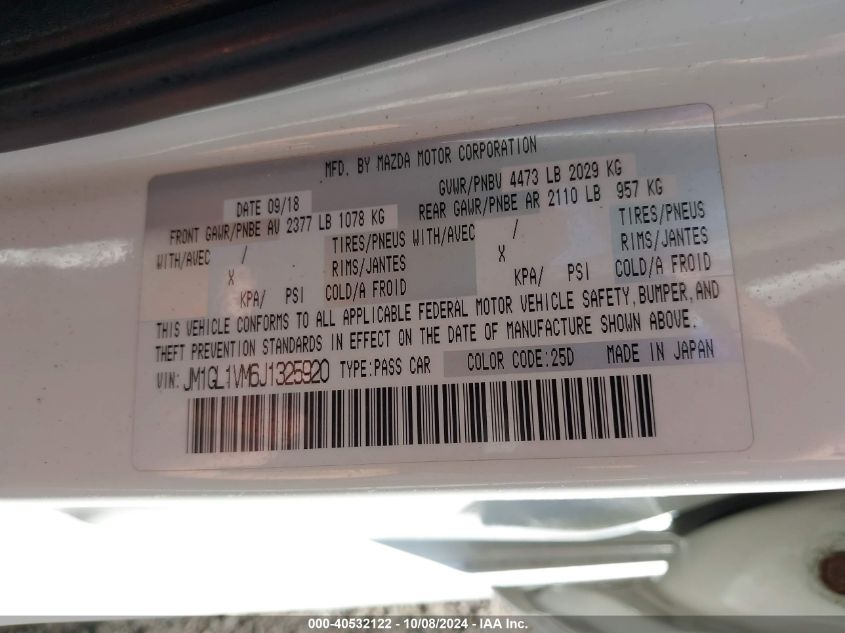 MFD. BY MAZDA MOTOR CORPORATION
DATE 09/18 GVWR/PNBV 4473 LB 2029 KG
FRONT GAWR/PNBE AV 2377 LB 1078 KG REAR GAWR/PNBE AR 2110 LB 957 KG
WITH/AVEC / TIRES/PNEUS WITH/AVEC / TIRES/PNEUS
X RIMS/JANTES X RIMS/JANTES
KPA/ PSI COLD/A FROID KPA/ PSI COLD/A FROID
THIS VEHICLE CONFORMS TO ALL APPLICABLE FEDERAL MOTOR VEHICLE SAFETY, BUMPER, AND
THEFT PREVENTION STANDARDS IN EFFECT ON THE DATE OF MANUFACTURE SHOWN ABOVE.
VIN: JM1GL1VM6J1325920 TYPE:PASS CAR COLOR CODE:25D MADE IN JAPAN
000-40532122 - 10/08/2024 - IAA Inc.